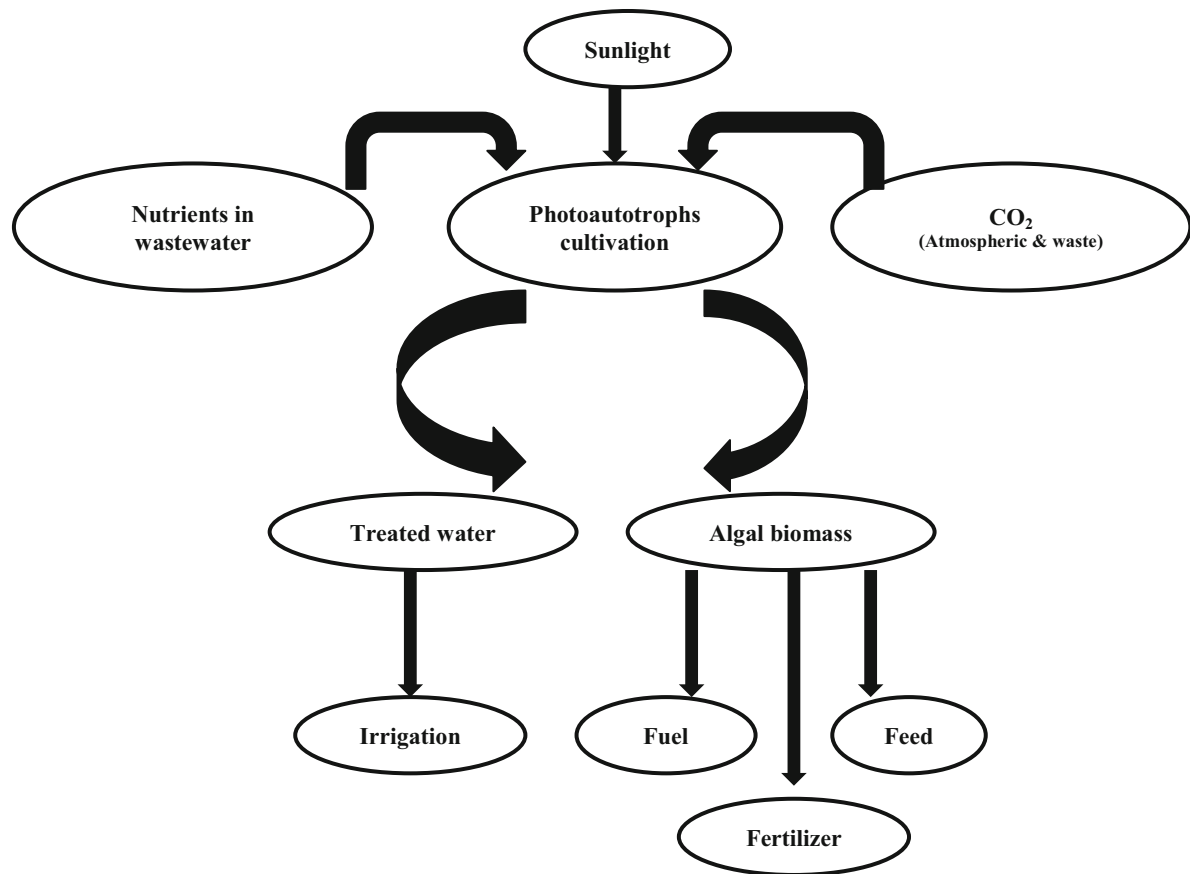 Sunlight
Nutrients in
wastewater
Photoautotrophs
cultivation
CO₂
(Atmospheric & waste)
Treated water
Algal biomass
Irrigation
Fuel
Feed
Fertilizer